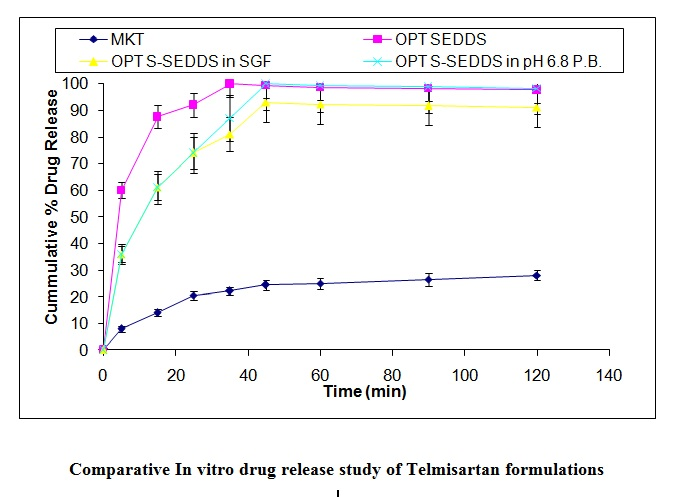 MKT OPT SEDDS
OPT S-SEDDS in SGF OPT S-SEDDS in pH 6.8 P.B.
Cummulative % Drug Release
100
90
80
70
60
50
40
30
20
10
0
0 20 40 60 80 100 120 140
Time (min)
Comparative In vitro drug release study of Telmisartan formulations